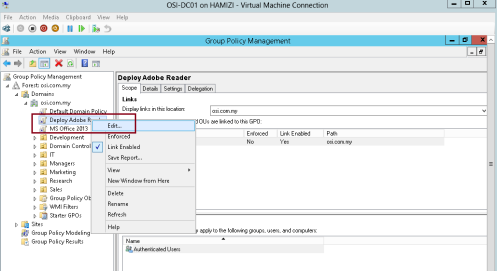 OSI-DC01 on HAMIZI - Virtual Machine Connection
File Action Media Clipboard View Help
Group Policy Management
File Action View Window Help
Group Policy Management
Forest: osi.com.my
Domains
osi.com.my
Default Domain Policy
Deploy Adobe
MS Office 2013
Development
Domain Control
IT
Managers
Marketing
Research
Sales
Group Policy Ob
WMI Filters
Starter GPOs
Sites
Group Policy Modeling
Group Policy Results
Edit...
Enforced
Link Enabled
Save Report...
View
New Window from Here
Delete
Rename
Refresh
Help
Deploy Adobe Reader
Scope Details Settings Delegation
Links
Display links in this location: osi.com.my
OUs are linked to this GPO:
Enforced Link Enabled Path
No Yes osi.com.my
apply to the following groups, users, and computers:
Name
Authenticated Users